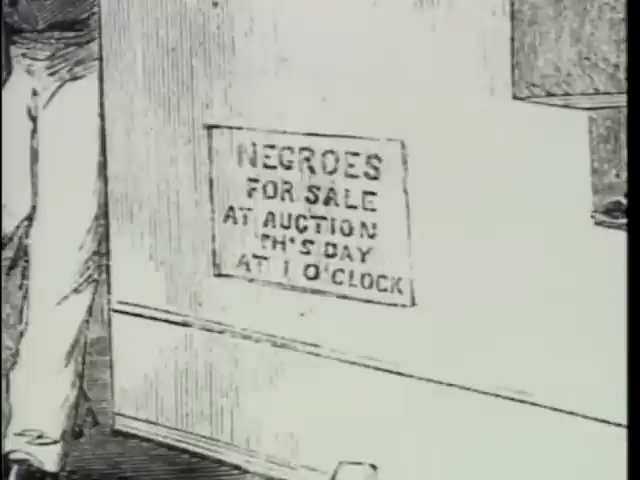 NEGROES
FOR SALE
AT AUCTION
TH'S DAY
AT 1 O'CLOCK